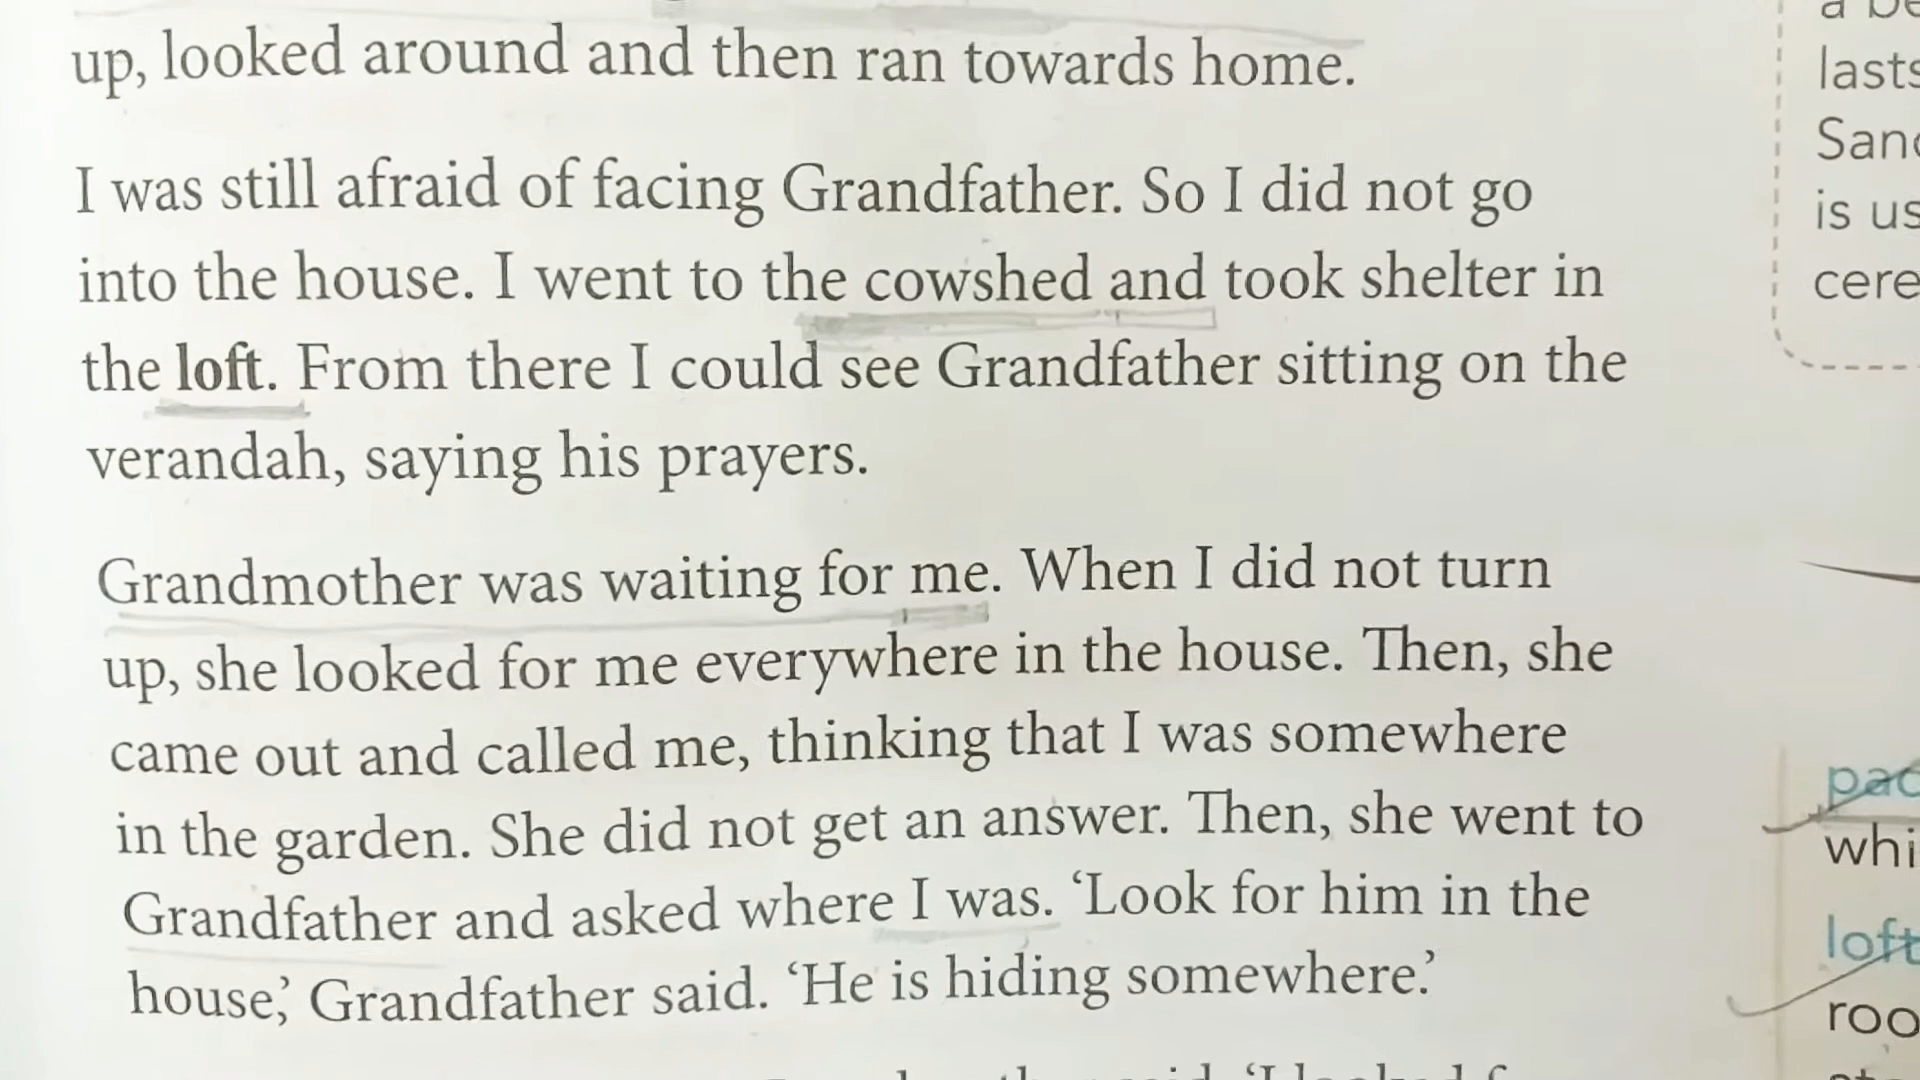 up, looked around and then ran towards home.
I was still afraid of facing Grandfather. So I did not go
into the house. I went to the cowshed and took shelter in
the loft. From there I could see Grandfather sitting on the
verandah, saying his prayers.
Grandmother was waiting for me. When I did not turn
up, she looked for me everywhere in the house. Then, she
came out and called me, thinking that I was somewhere
in the garden. She did not get an answer. Then, she went to
Grandfather and asked where I was. ‘Look for him in the
house,’ Grandfather said. ‘He is hiding somewhere.’
lasts
is us
loft